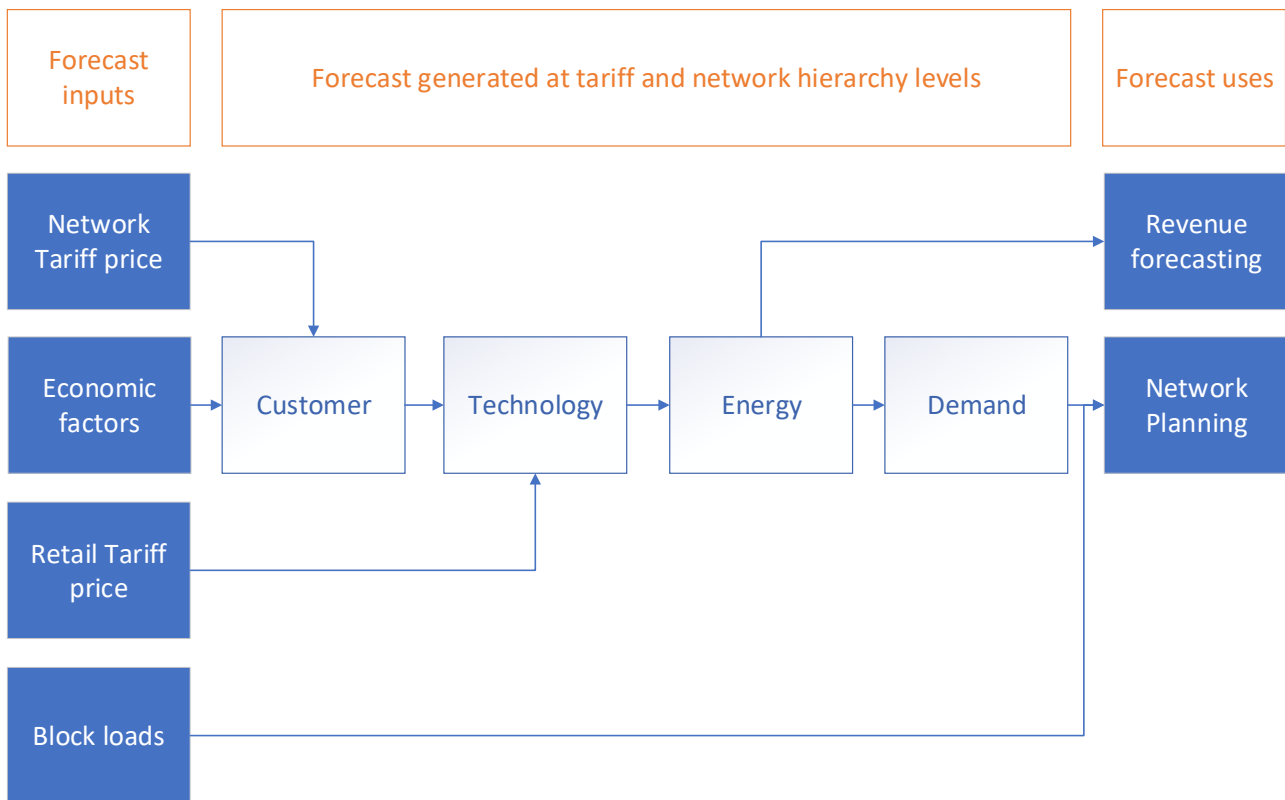 Forecast
inputs
Forecast generated at tariff and network hierarchy levels
Forecast uses
Network
Tariff price
Revenue
forecasting
Economic
factors
Customer
Technology
Energy
Demand
Network
Planning
Retail Tariff
price
Block loads